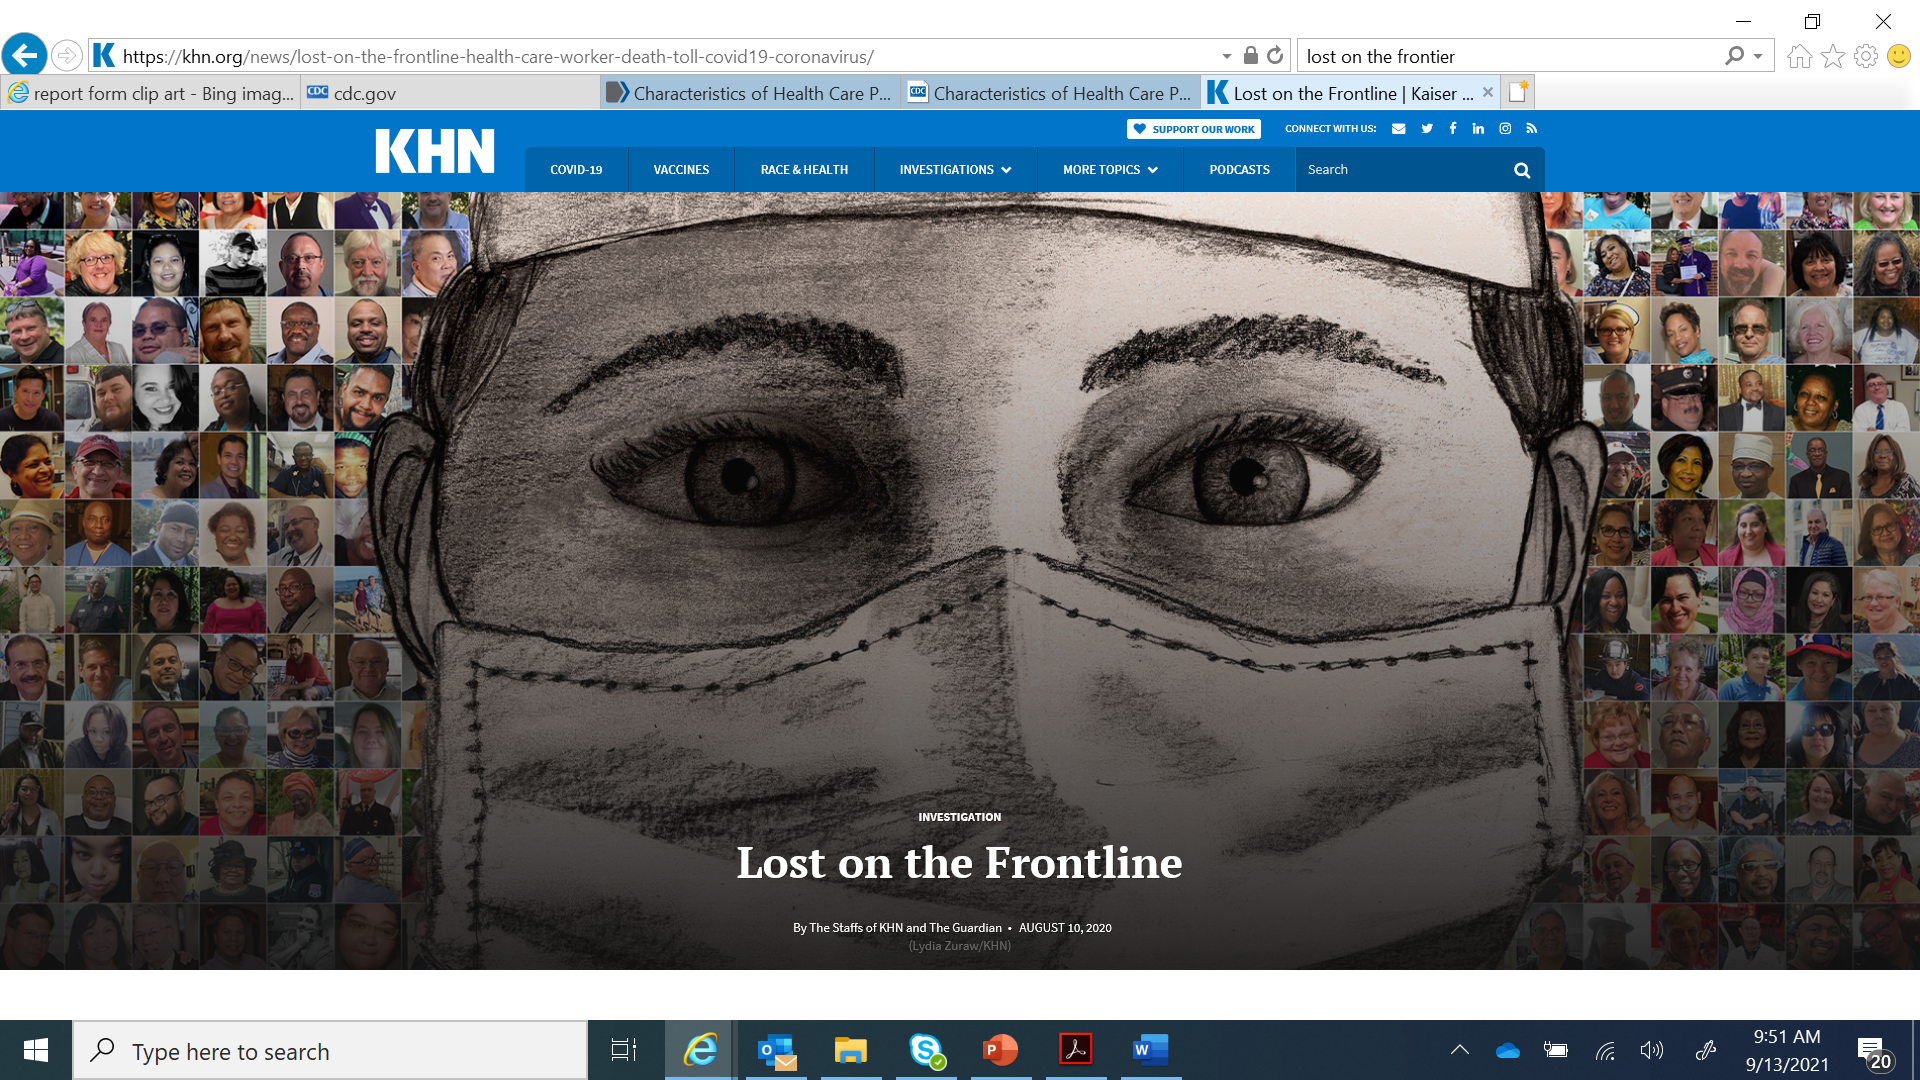 https://khn.org/news/lost-on-the-frontline-health-care-worker-death-toll-covid19-coronavirus/
lost on the frontier
report form clip art - Bing imag...
CDC cdc.gov
Characteristics of Health Care P...
CDC Characteristics of Health Care P...
Lost on the Frontline | Kaiser ...
SUPPORT OUR WORK
CONNECT WITH US:
KHN
COVID-19
VACCINES
RACE & HEALTH
INVESTIGATIONS
MORE TOPICS
PODCASTS
Search
INVESTIGATION
Lost on the Frontline
By The Staffs of KHN and The Guardian • AUGUST 10, 2020
(Lydia Zuraw/KHN)
Type here to search
9:51 AM
9/13/2021
20